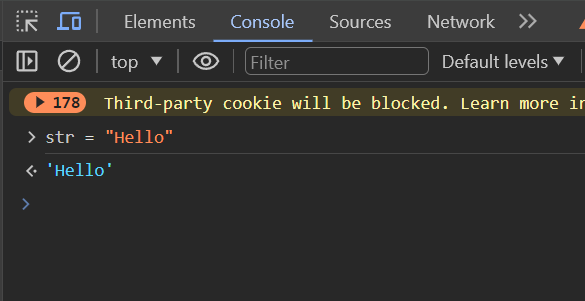 Elements Console Sources Network
top Filter Default levels
178 Third-party cookie will be blocked. Learn more in
> str = "Hello"
'Hello'
>